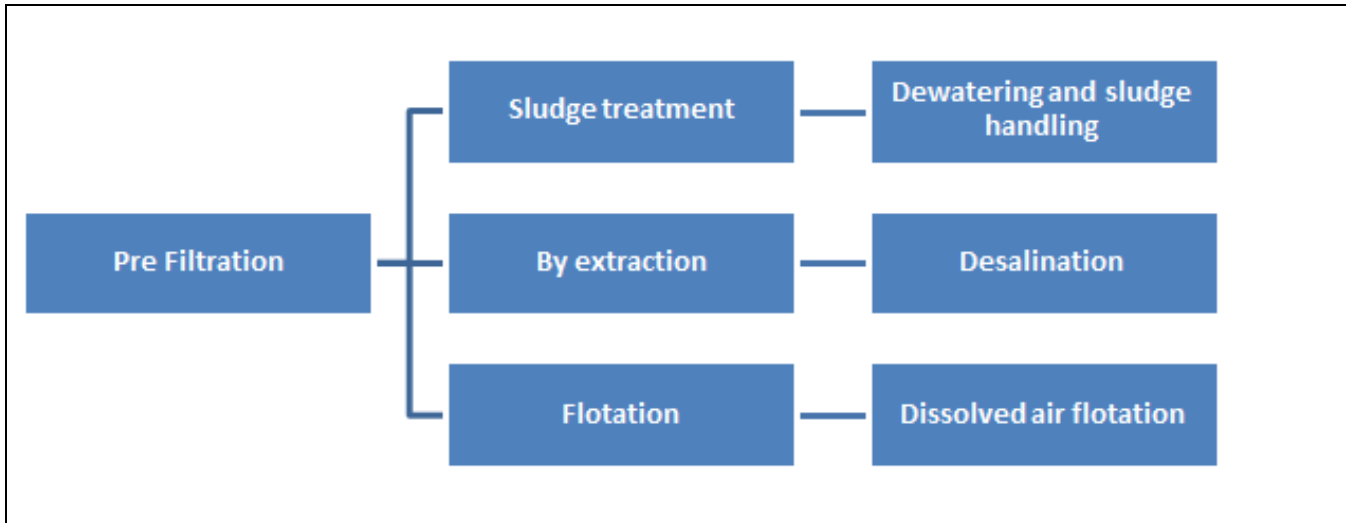 Sludge treatment
Dewatering and sludge
handling
Pre Filtration
By extraction
Desalination
Flotation
Dissolved air flotation